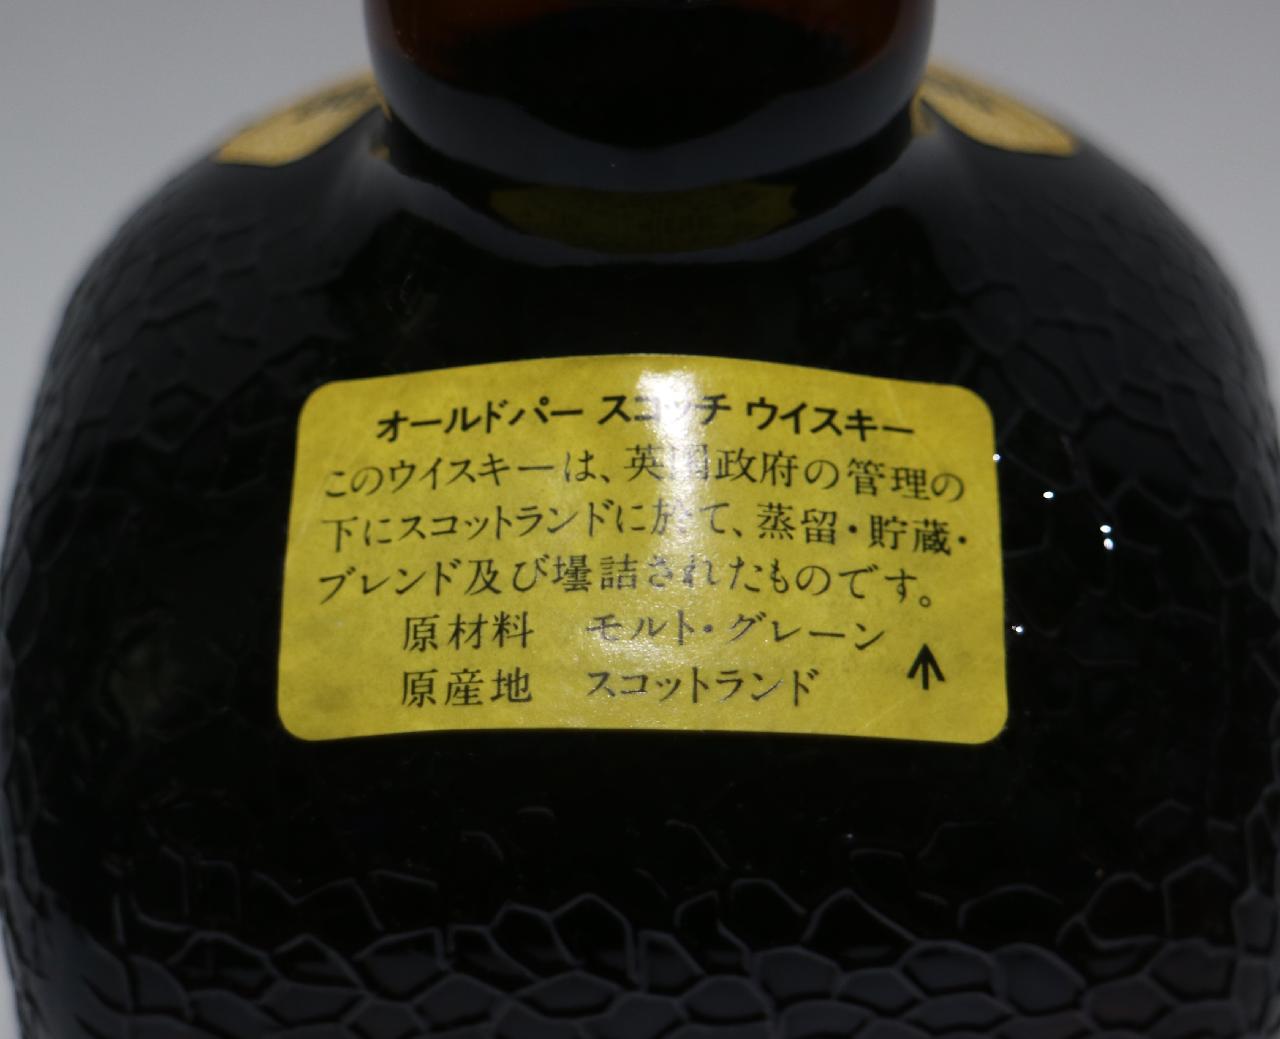 オールドパー スコッチ ウイスキー
このウイスキーは、英国政府の管理の
下にスコットランドに於て、蒸留・貯蔵・
ブレンド及び壜詰されたものです。
原材料 モルト・グレーン
原産地 スコットランド
↑